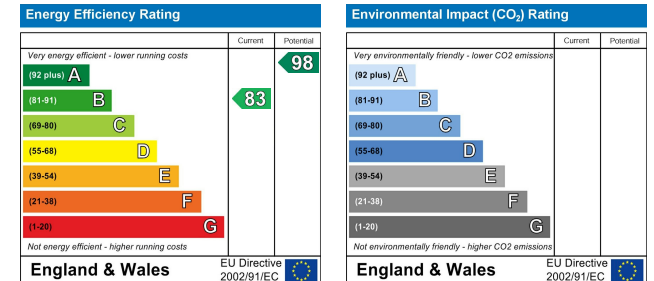 Energy Efficiency Rating
Current Potential
Very energy efficient - lower running costs
(92 plus) A
(81-91) B
(69-80) C
(55-68) D
(39-54) E
(21-38) F
(1-20) G
98
83
Not energy efficient - higher running costs
England & Wales
EU Directive
2002/91/EC
Environmental Impact (CO₂) Rating
Current Potential
Very environmentally friendly - lower CO2 emissions
(92 plus) A
(81-91) B
(69-80) C
(55-68) D
(39-54) E
(21-38) F
(1-20) G
Not environmentally friendly - higher CO2 emissions
England & Wales
EU Directive
2002/91/EC